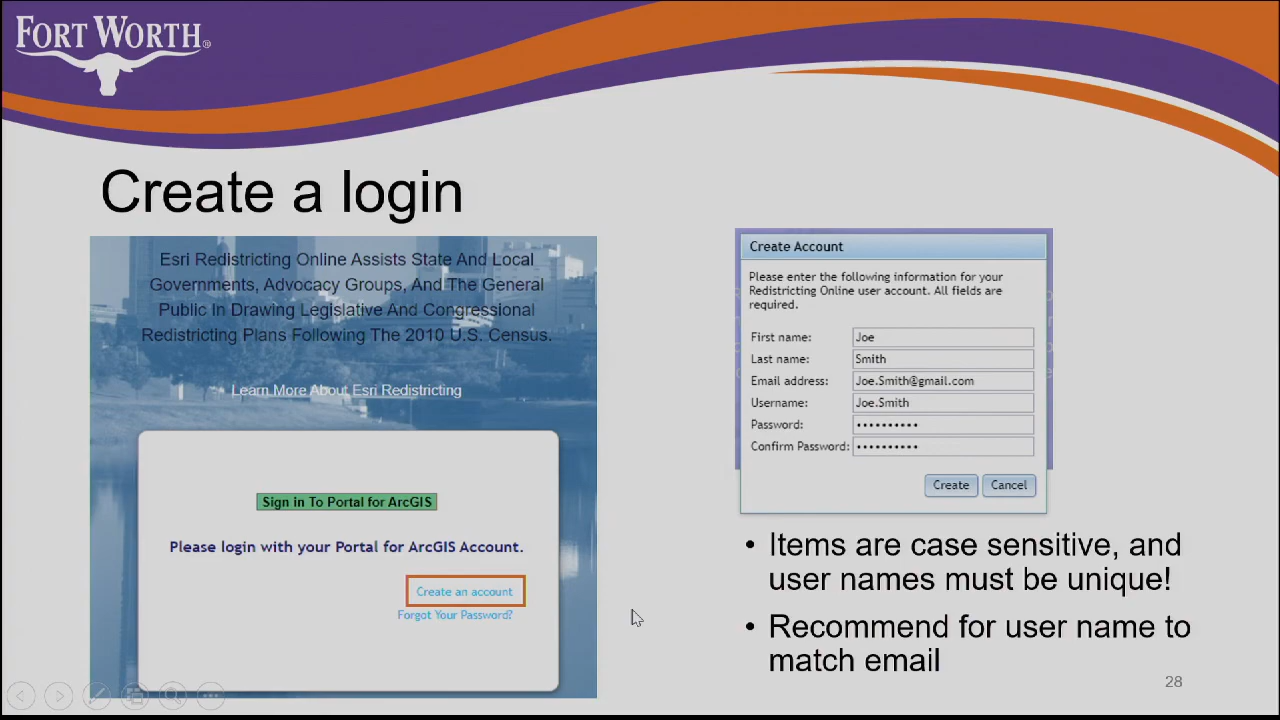 FORT WORTH®
Create a login
Esri Redistricting Online Assists State And Local
Governments, Advocacy Groups, And The General
Public In Drawing Legislative And Congressional
Redistricting Plans Following The 2010 U.S. Census.
Learn More About Esri Redistricting
Sign in To Portal for ArcGIS
Please login with your Portal for ArcGIS Account.
Create an account
Forgot Your Password?
Create Account
Please enter the following information for your
Redistricting Online user account. All fields are
required.
First name: Joe
Last name: Smith
Email address: Joe.Smith@gmail.com
Username: Joe.Smith
Password: ••••••••••
Confirm Password: ••••••••••
Create Cancel
• Items are case sensitive, and
user names must be unique!
• Recommend for user name to
match email
28